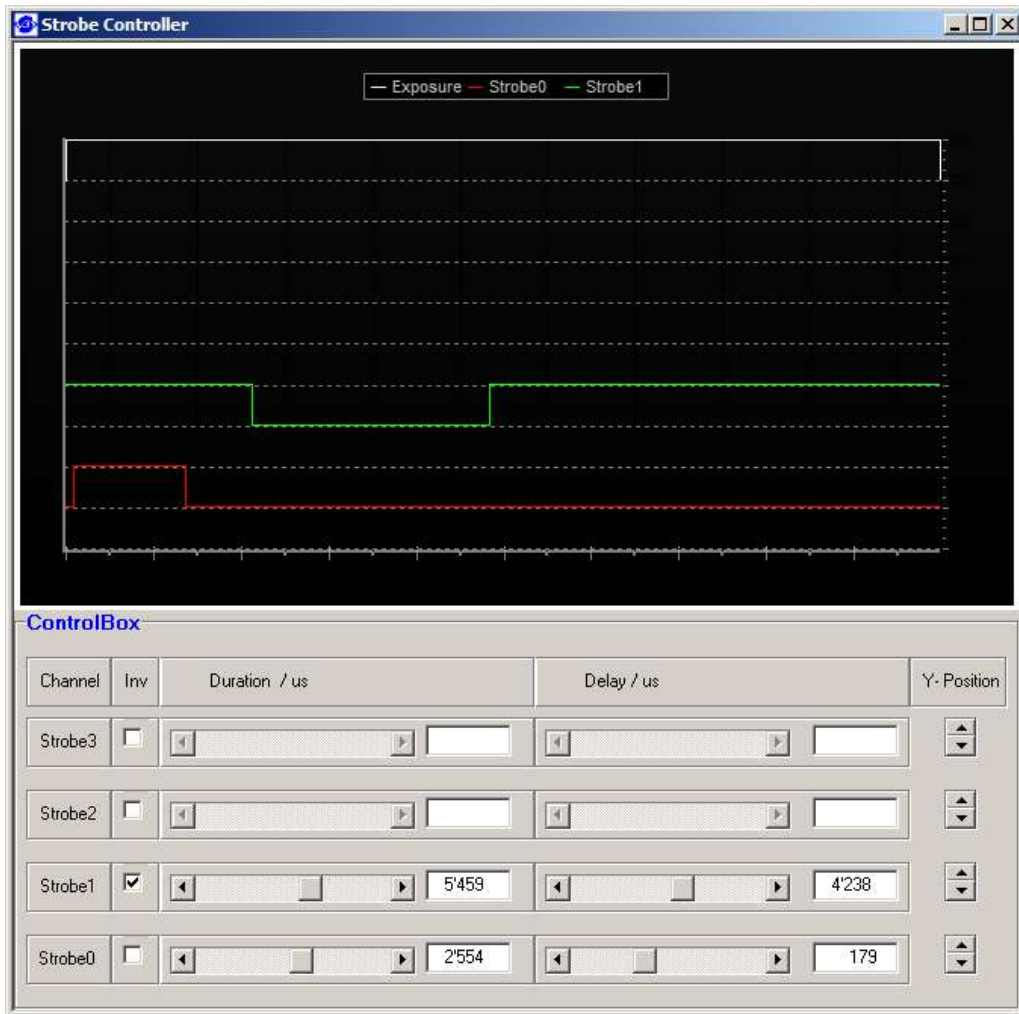 Strobe Controller
Exposure Strobe0 Strobe1
ControlBox
Channel Inv Duration / us Delay / us Y- Position
Strobe3
Strobe2
Strobe1 5'459 4'238
Strobe0 2'554 179